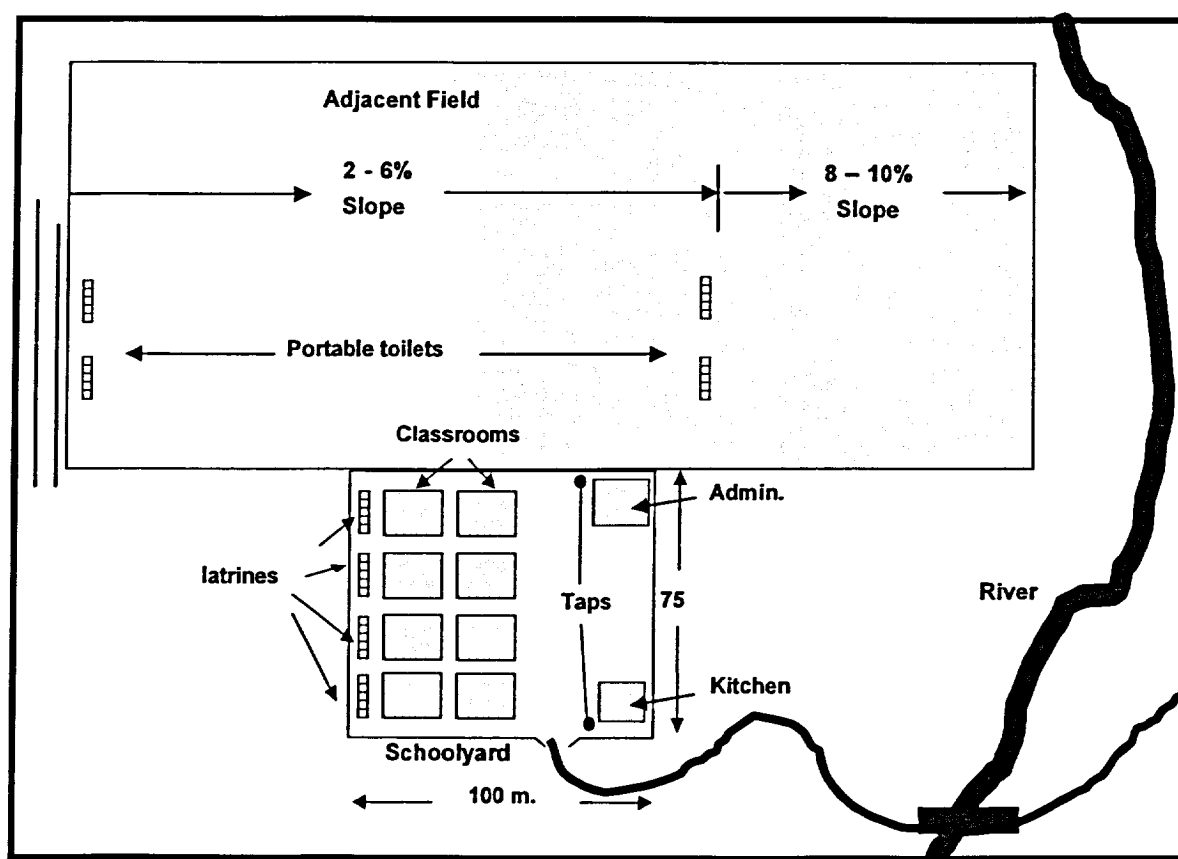 Adjacent Field
2 - 6%
Slope
8 – 10%
Slope
Portable toilets
Classrooms
Admin.
latrines
Taps
75
River
Kitchen
Schoolyard
100 m.